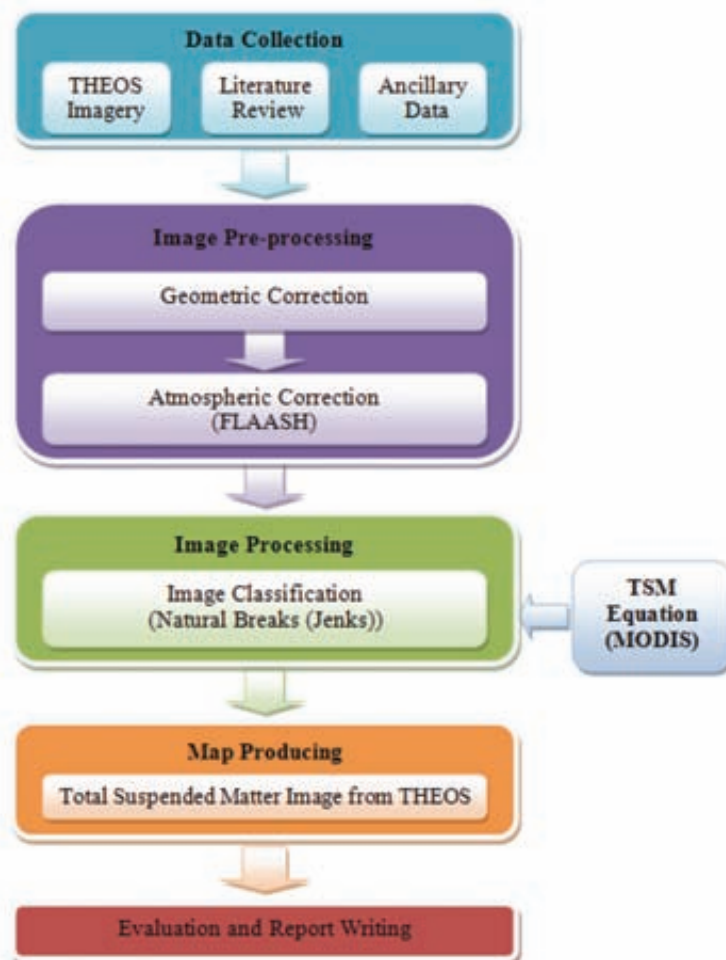 Data Collection
THEOS
Imagery
Literature
Review
Ancillary
Data
Image Pre-processing
Geometric Correction
Atmospheric Correction
(FLAASH)
Image Processing
Image Classification
(Natural Breaks (Jenks))
TSM
Equation
(MODIS)
Map Producing
Total Suspended Matter Image from THEOS
Evaluation and Report Writing